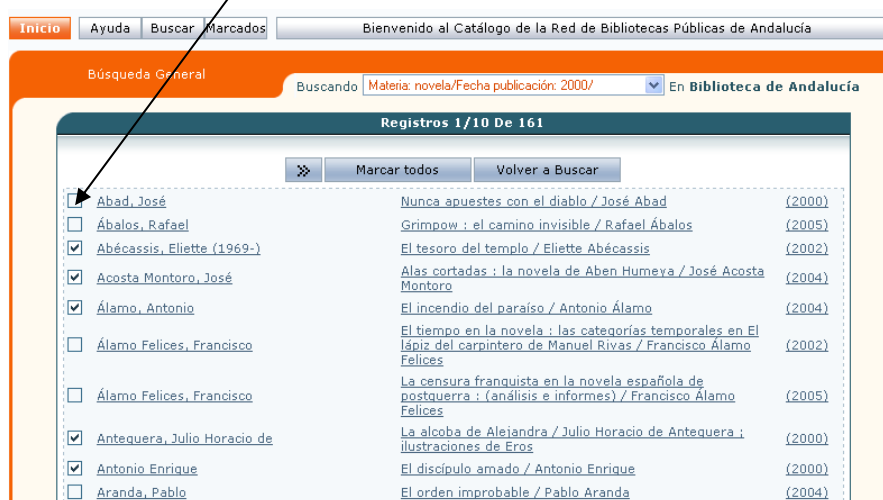 Inicio Ayuda Buscar Marcados Bienvenido al Catálogo de la Red de Bibliotecas Públicas de Andalucía
Búsqueda General
Buscando Materia: novela/Fecha publicación: 2000/ En Biblioteca de Andalucía
Registros 1/10 De 161
Marcar todos Volver a Buscar
Abad, José Nunca apuestes con el diablo / José Abad (2000)
Ábalos, Rafael Grimpow : el camino invisible / Rafael Ábalos (2005)
Abécassis, Eliette (1969-) El tesoro del templo / Eliette Abécassis (2002)
Acosta Montoro, José Alas cortadas : la novela de Aben Humeya / José Acosta (2004)
Montoro
Álamo, Antonio El incendio del paraíso / Antonio Álamo (2004)
El tiempo en la novela : las categorías temporales en El
Álamo Felices, Francisco lápiz del carpintero de Manuel Rivas / Francisco Álamo (2002)
Felices
La censura franquista en la novela española de
Álamo Felices, Francisco postguerra : (análisis e informes) / Francisco Álamo (2005)
Felices
Antequera, Julio Horacio de La alcoba de Alejandra / Julio Horacio de Antequera ; (2000)
ilustraciones de Eros
Antonio Enrique El discípulo amado / Antonio Enrique (2000)
Aranda, Pablo El orden improbable / Pablo Aranda (2004)